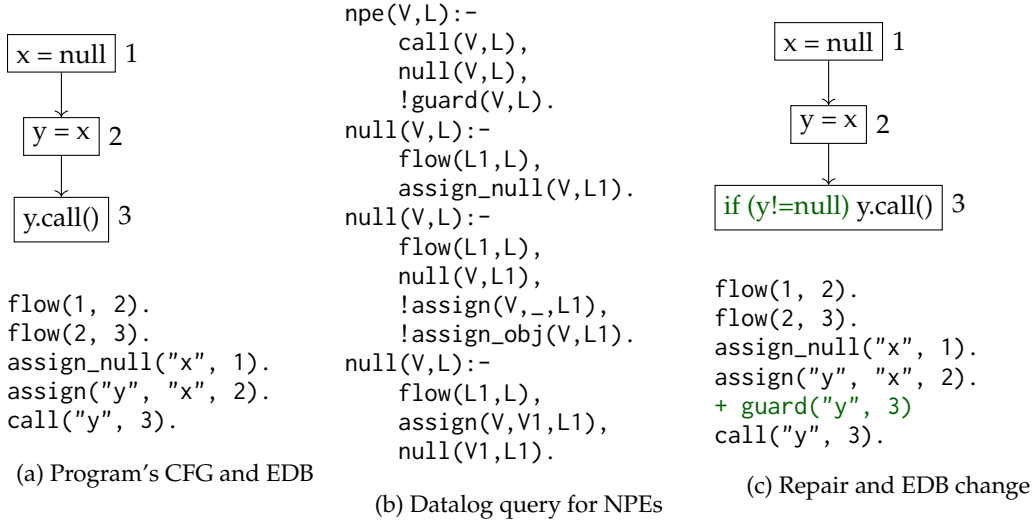 x = null 1
y = x 2
y.call() 3
flow(1, 2).
flow(2, 3).
assign_null("x", 1).
assign("y", "x", 2).
call("y", 3).
(a) Program's CFG and EDB
npe(V,L):-
call(V,L),
null(V,L),
!guard(V,L).
null(V,L):-
flow(L1,L),
assign_null(V,L1).
null(V,L):-
flow(L1,L),
null(V,L1),
!assign(V,_,L1),
!assign_obj(V,L1).
null(V,L):-
flow(L1,L),
assign(V,V1,L1),
null(V1,L1).
(b) Datalog query for NPEs
x = null 1
y = x 2
if (y!=null) y.call() 3
flow(1, 2).
flow(2, 3).
assign_null("x", 1).
assign("y", "x", 2).
+ guard("y", 3)
call("y", 3).
(c) Repair and EDB change